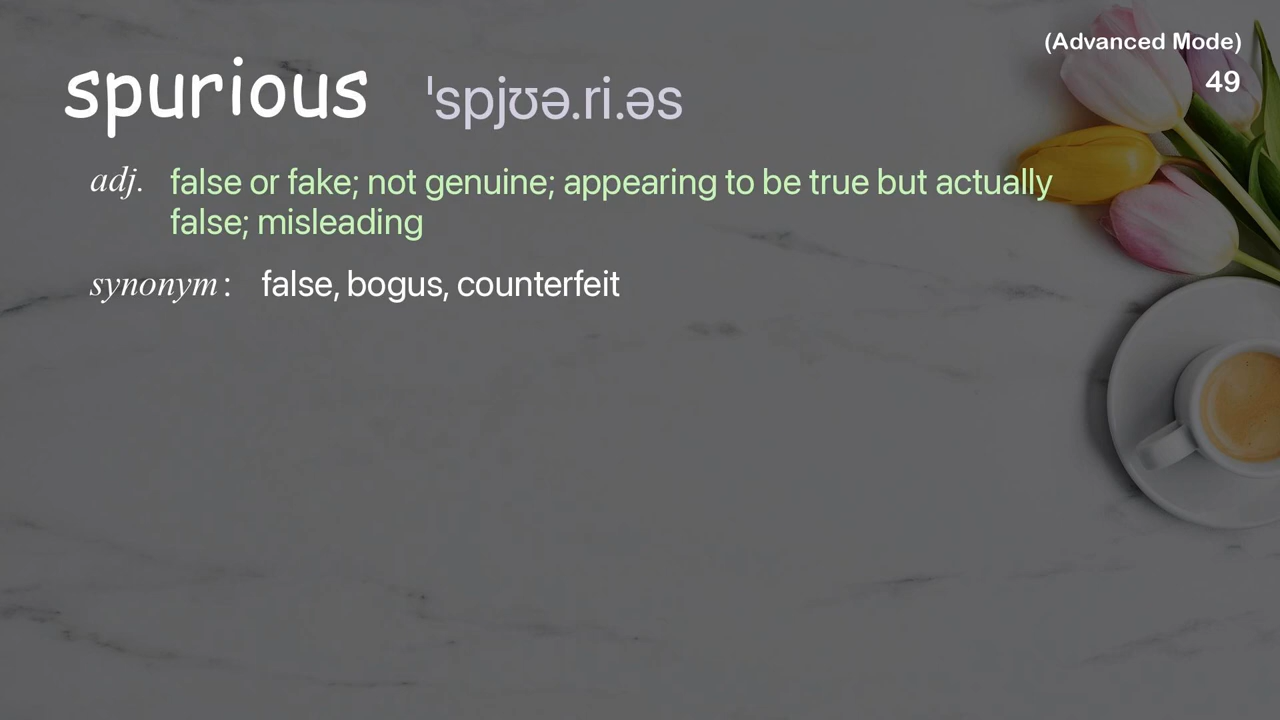 (Advanced Mode)
spurious ˈspjʊə.ri.əs
49
adj. false or fake; not genuine; appearing to be true but actually
false; misleading
synonym: false, bogus, counterfeit